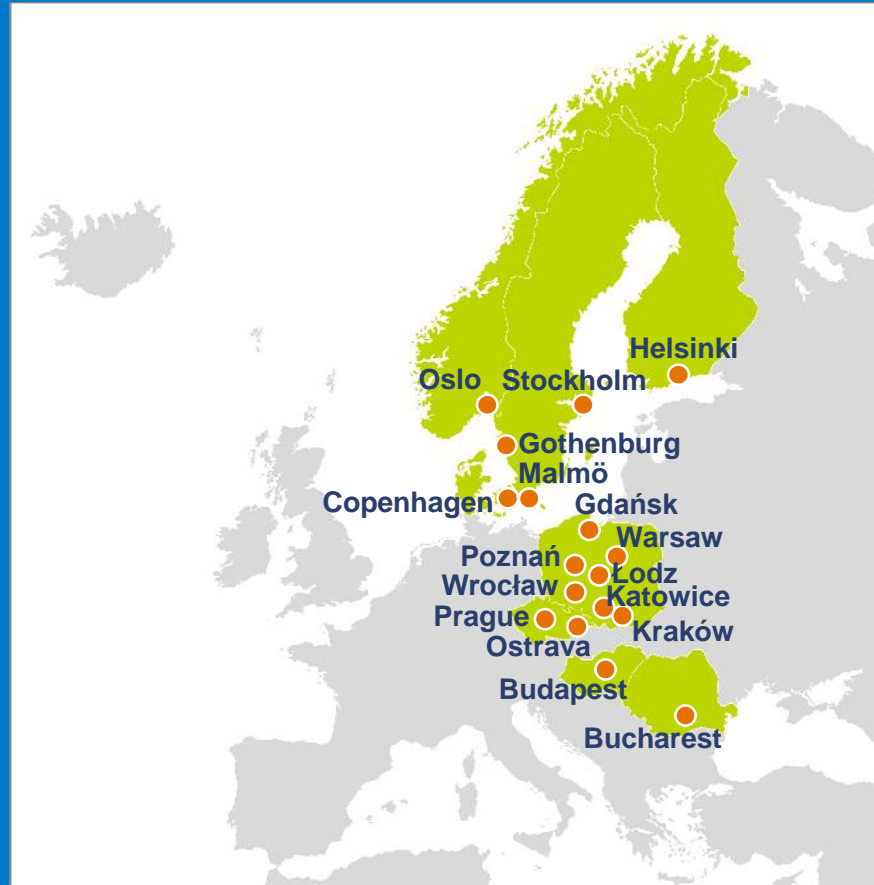 Helsinki
Oslo
Stockholm
Gothenburg
Malmö
Copenhagen
Gdańsk
Warsaw
Poznań
Łodz
Wrocław
Katowice
Prague
Kraków
Ostrava
Budapest
Bucharest